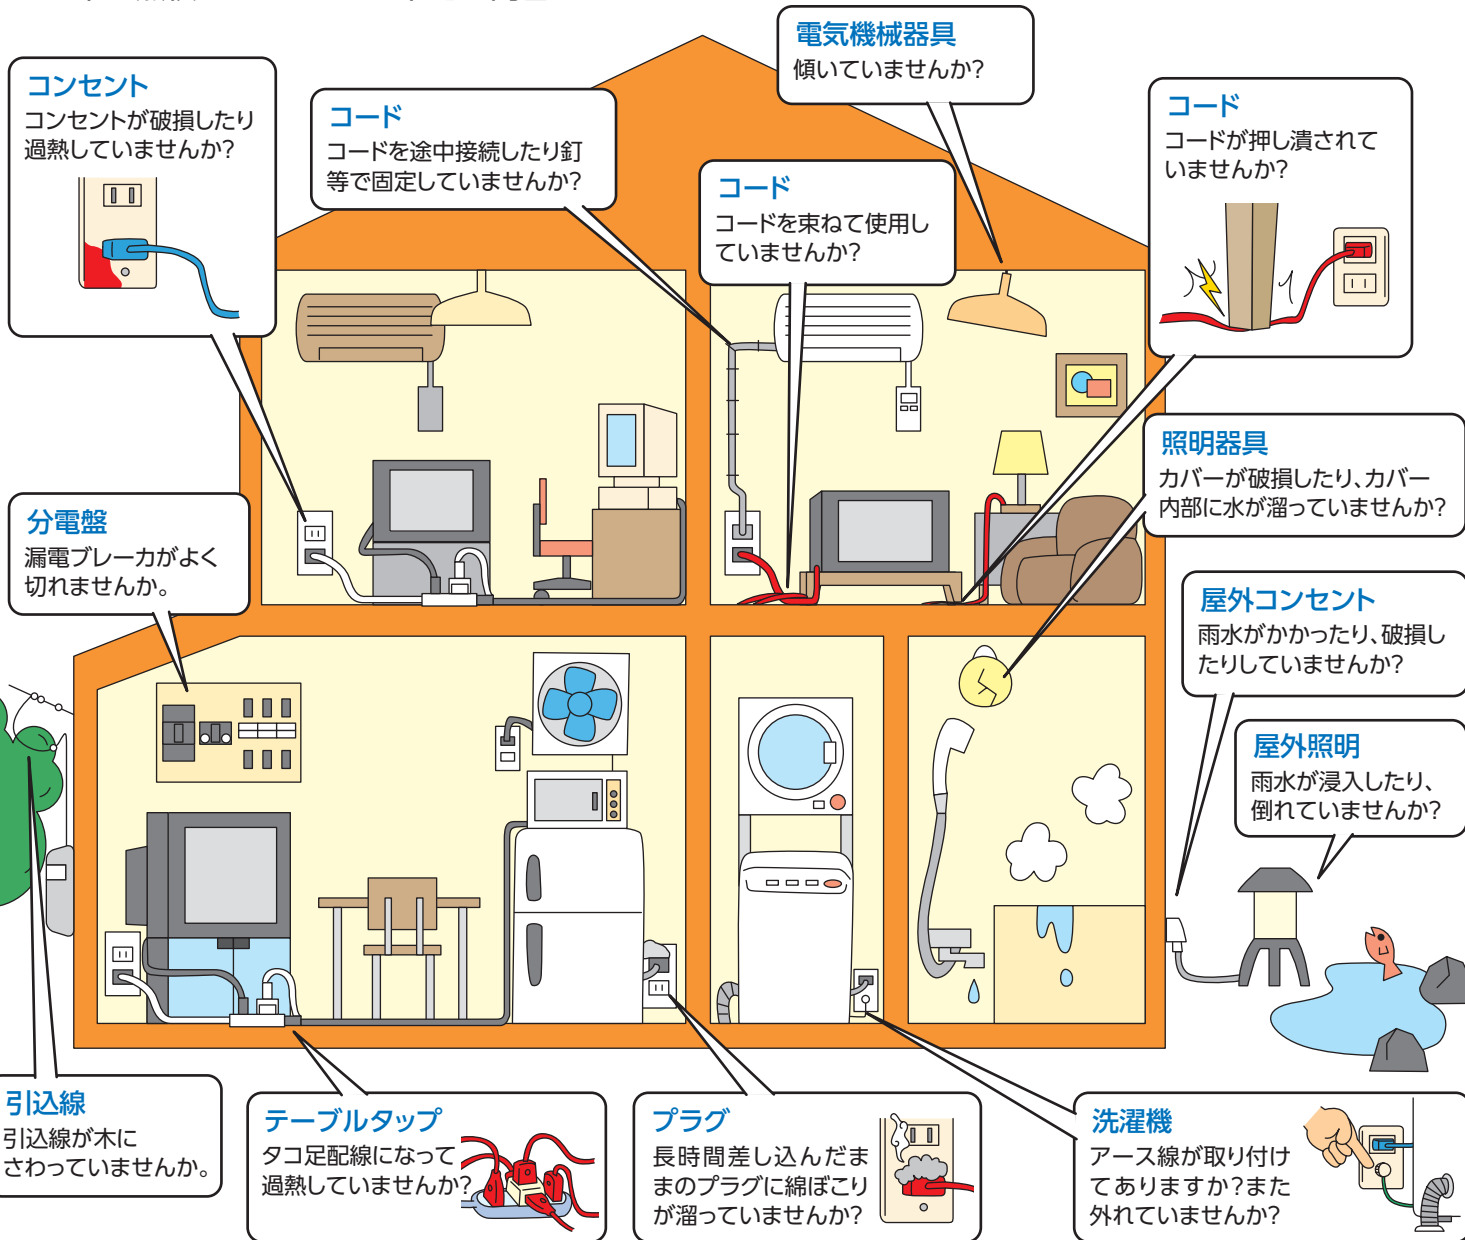 電気機械器具
傾いていませんか?
コンセント
コンセントが破損したり
過熱していませんか?
コード
コードを途中接続したり釘
等で固定していませんか?
コード
コードを束ねて使用し
ていませんか?
コード
コードが押し潰されて
いませんか?
照明器具
カバーが破損したり、カバー
内部に水が溜っていませんか?
分電盤
漏電ブレーカがよく
切れませんか。
屋外コンセント
雨水がかかったり、破損し
たりしていませんか?
屋外照明
雨水が浸入したり、
倒れていませんか?
引込線
引込線が木に
さわっていませんか。
テーブルタップ
タコ足配線になって
過熱していませんか?
プラグ
長時間差し込んだま
まのプラグに綿ぼこり
が溜っていませんか?
洗濯機
アース線が取り付け
てありますか?また
外れていませんか?